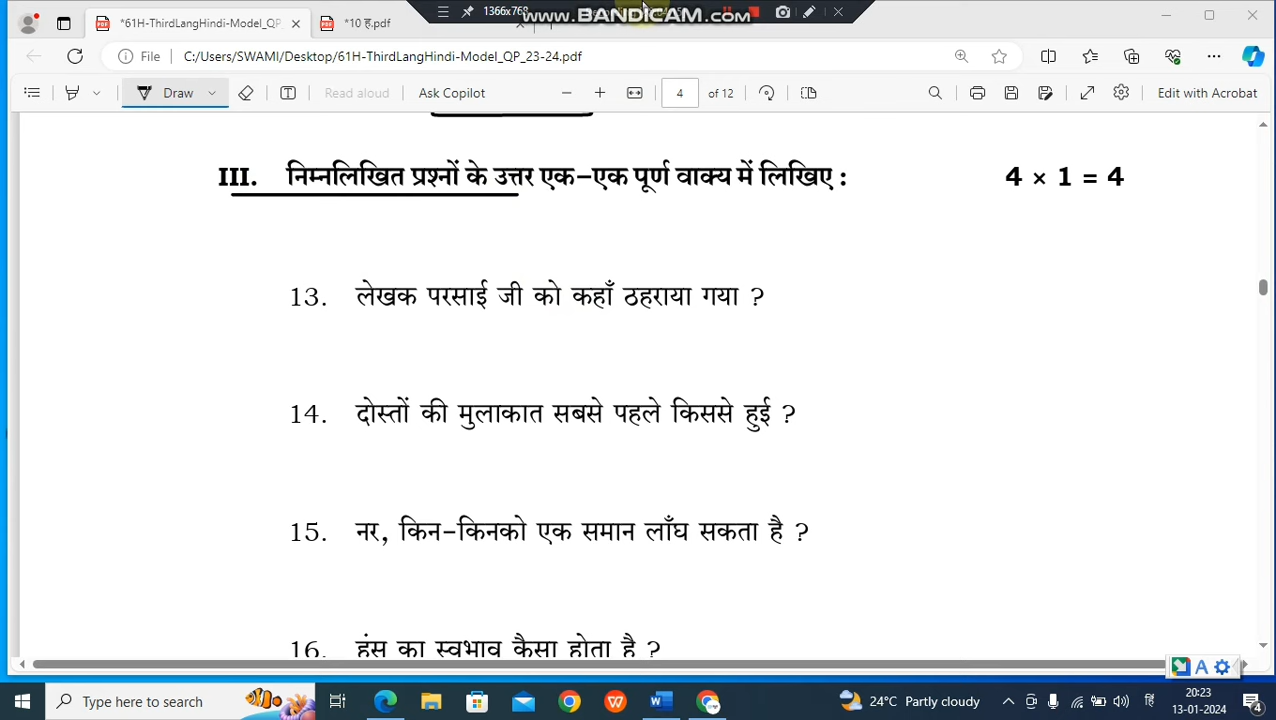 1366x768
www.BANDICAM.com
*61H-ThirdLangHindi-Model_QP_
*10 ह.pdf
File C:/Users/SWAMI/Desktop/61H-ThirdLangHindi-Model_QP_23-24.pdf
Draw Read aloud Ask Copilot 4 of 12 Edit with Acrobat
III. निम्नलिखित प्रश्नों के उत्तर एक–एक पूर्ण वाक्य में लिखिए : 4 × 1 = 4
13. लेखक परसाई जी को कहाँ ठहराया गया ?
14. दोस्तों की मुलाकात सबसे पहले किससे हुई ?
15. नर, किन-किनको एक समान लाँघ सकता है ?
16. हंस का स्वभाव कैसा होता है ?
Type here to search
24°C Partly cloudy
हि
20:23
13-01-2024